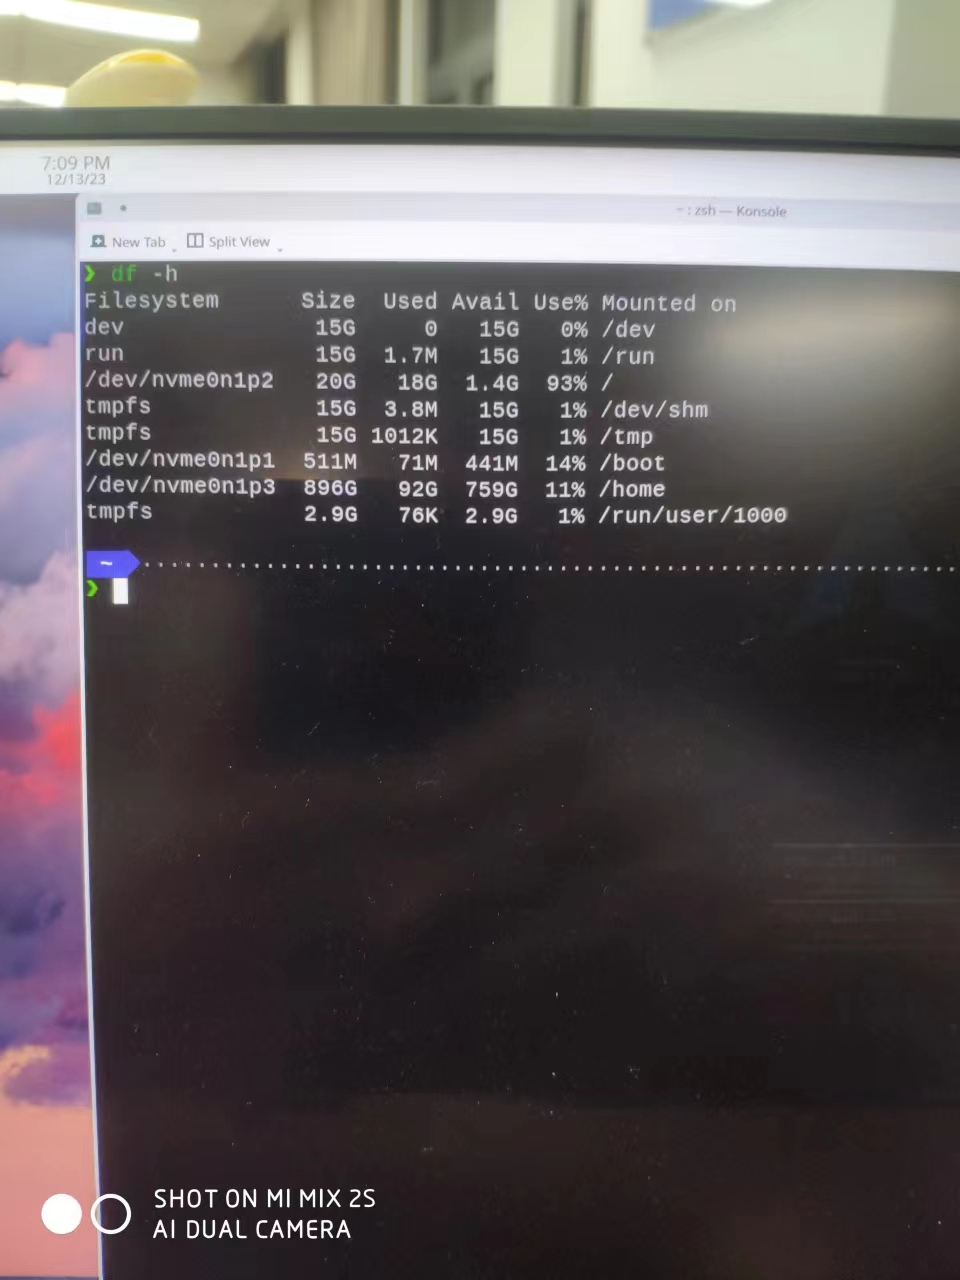 7:09 PM
12/13/23
~ : zsh — Konsole
New Tab Split View
❯ df -h
Filesystem Size Used Avail Use% Mounted on
dev 15G 0 15G 0% /dev
run 15G 1.7M 15G 1% /run
/dev/nvme0n1p2 20G 18G 1.4G 93% /
tmpfs 15G 3.8M 15G 1% /dev/shm
tmpfs 15G 1012K 15G 1% /tmp
/dev/nvme0n1p1 511M 71M 441M 14% /boot
/dev/nvme0n1p3 896G 92G 759G 11% /home
tmpfs 2.9G 76K 2.9G 1% /run/user/1000
~
❯
SHOT ON MI MIX 2S
AI DUAL CAMERA